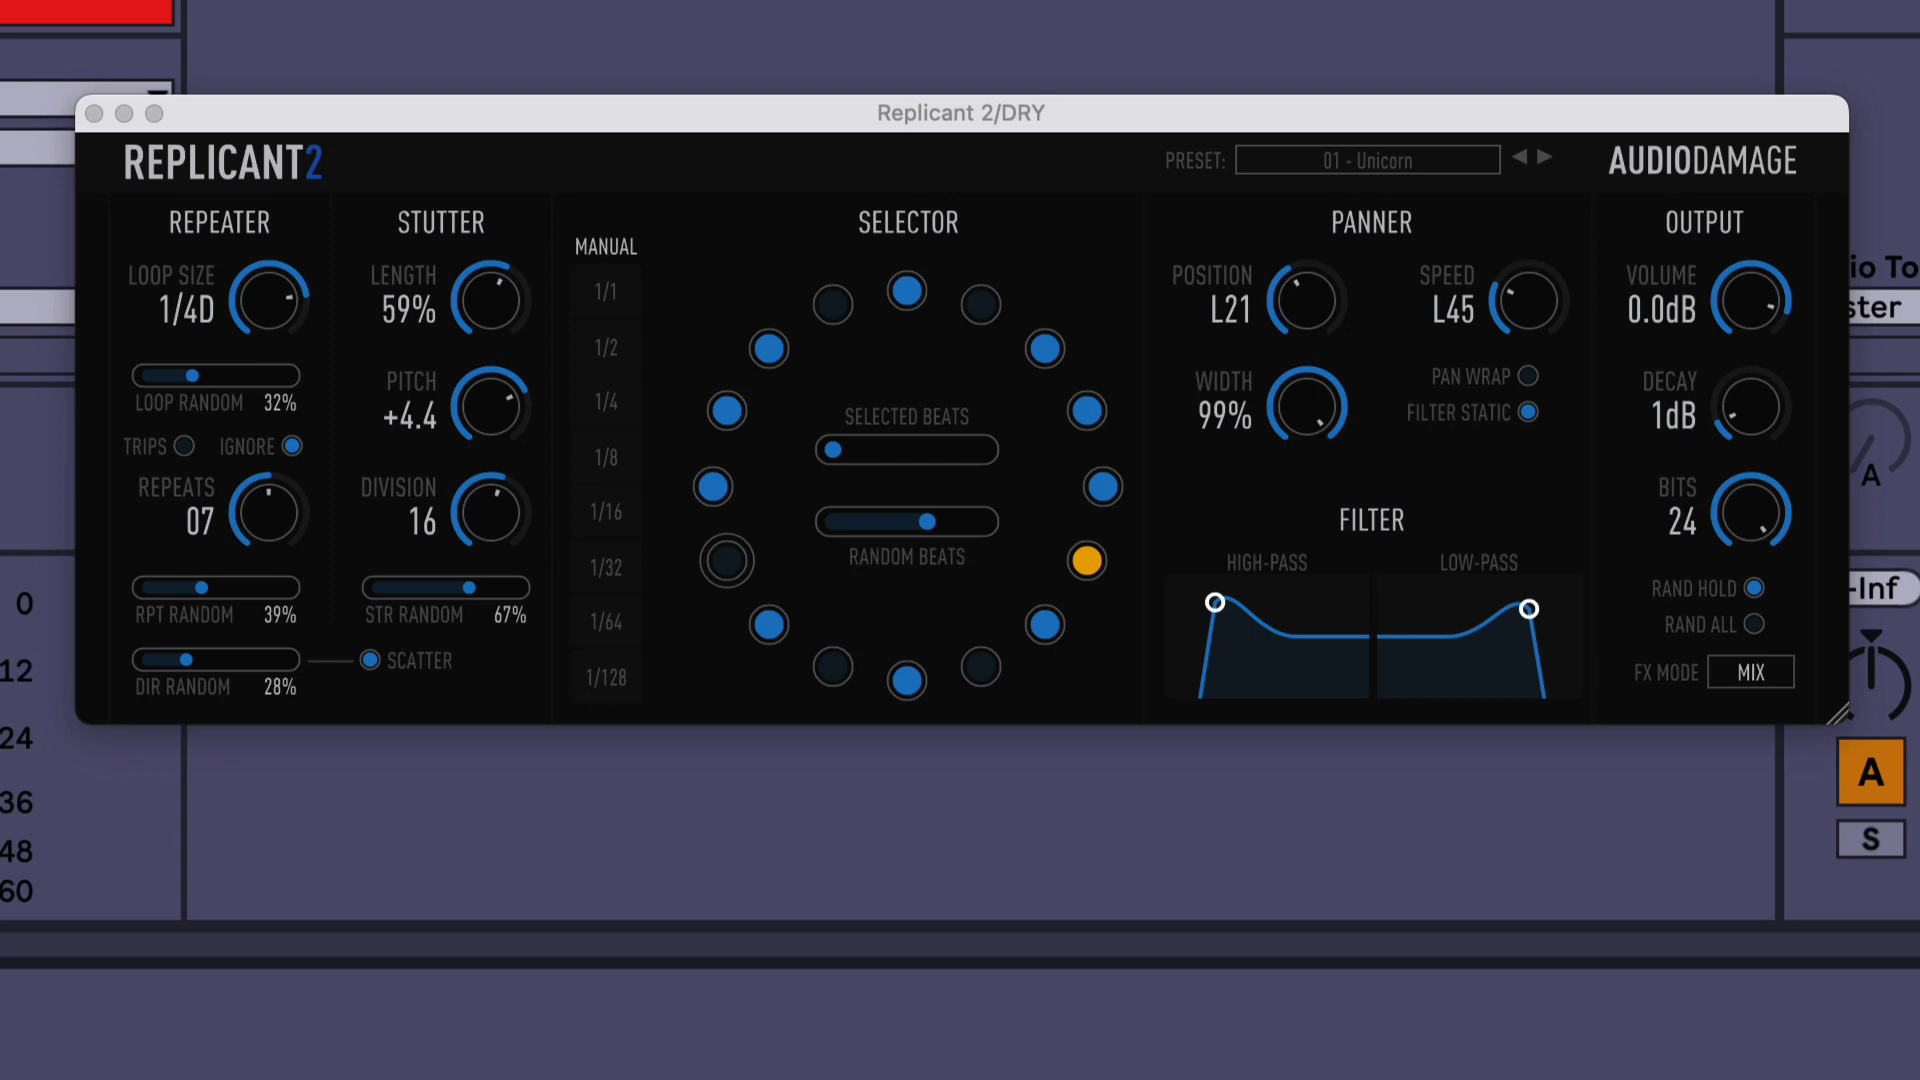 Replicant 2/DRY
REPLICANT2
PRESET:
01 - Unicorn
AUDIODAMAGE
REPEATER
LOOP SIZE
1/4D
LOOP RANDOM 32%
TRIPS
IGNORE
REPEATS
07
RPT RANDOM 39%
DIR RANDOM 28%
STUTTER
LENGTH
59%
PITCH
+4.4
DIVISION
16
STR RANDOM 67%
SCATTER
MANUAL
1/1
1/2
1/4
1/8
1/16
1/32
1/64
1/128
SELECTOR
SELECTED BEATS
RANDOM BEATS
PANNER
POSITION
L21
SPEED
L45
WIDTH
99%
PAN WRAP
FILTER STATIC
FILTER
HIGH-PASS
LOW-PASS
OUTPUT
VOLUME
0.0dB
DECAY
1dB
BITS
24
RAND HOLD
RAND ALL
FX MODE
MIX
io To
ster
A
-Inf
A
S
0
12
24
36
48
60